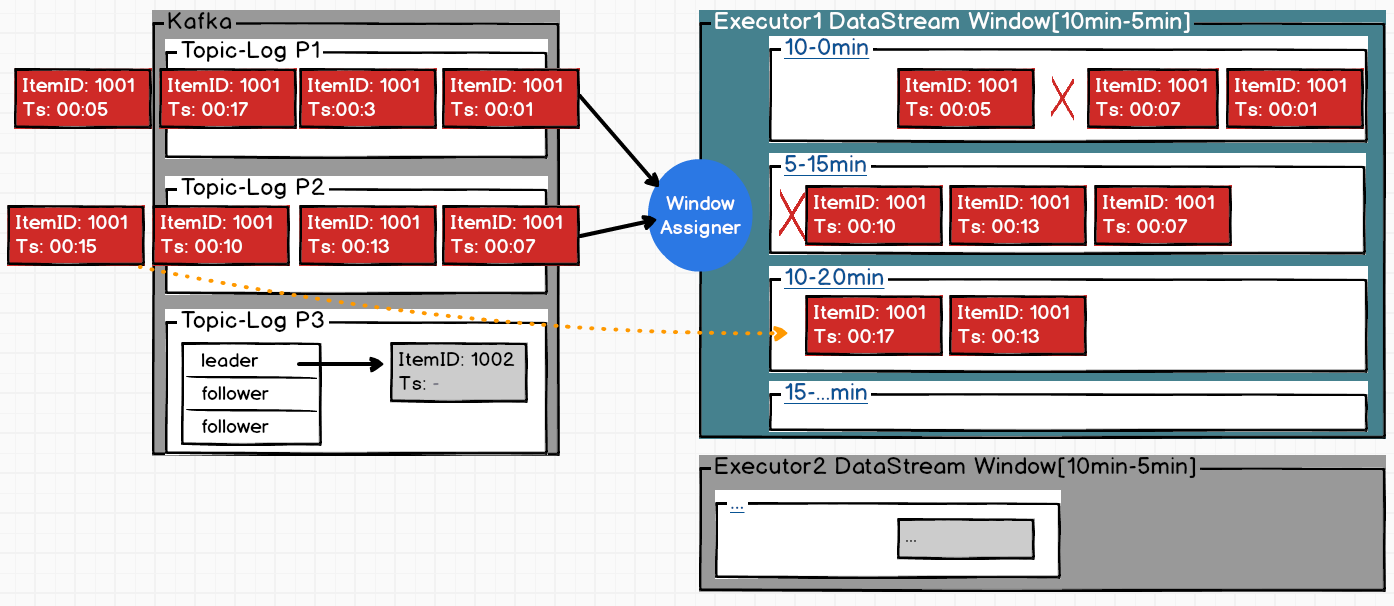 Kafka
Topic-Log P1
ItemID: 1001
Ts: 00:05
ItemID: 1001
Ts: 00:17
ItemID: 1001
Ts:00:3
ItemID: 1001
Ts: 00:01
Topic-Log P2
ItemID: 1001
Ts: 00:15
ItemID: 1001
Ts: 00:10
ItemID: 1001
Ts: 00:13
ItemID: 1001
Ts: 00:07
Topic-Log P3
leader
follower
follower
ItemID: 1002
Ts: -
Window
Assigner
Executor1 DataStream Window[10min-5min]
10-0min
ItemID: 1001
Ts: 00:05
ItemID: 1001
Ts: 00:07
ItemID: 1001
Ts: 00:01
5-15min
ItemID: 1001
Ts: 00:10
ItemID: 1001
Ts: 00:13
ItemID: 1001
Ts: 00:07
10-20min
ItemID: 1001
Ts: 00:17
ItemID: 1001
Ts: 00:13
15-...min
Executor2 DataStream Window[10min-5min]
...
...